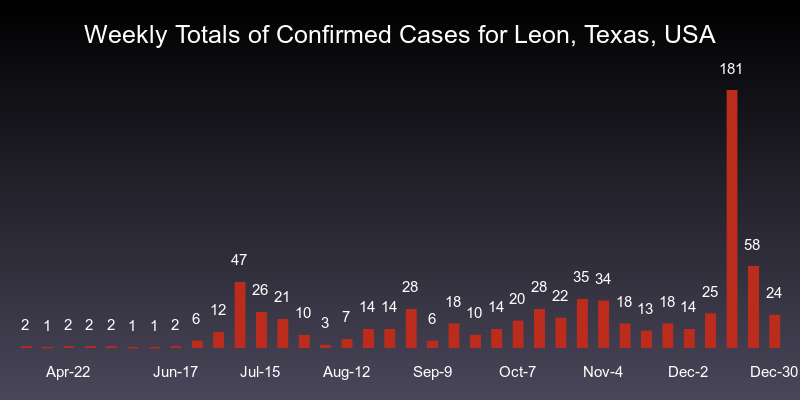 Weekly Totals of Confirmed Cases for Leon, Texas, USA
2 1 2 2 2 1 1 2 6 12 47 26 21 10 3 7 14 14 28 6 18 10 14 20 28 22 35 34 18 13 18 14 25 181 58 24
Apr-22 Jun-17 Jul-15 Aug-12 Sep-9 Oct-7 Nov-4 Dec-2 Dec-30